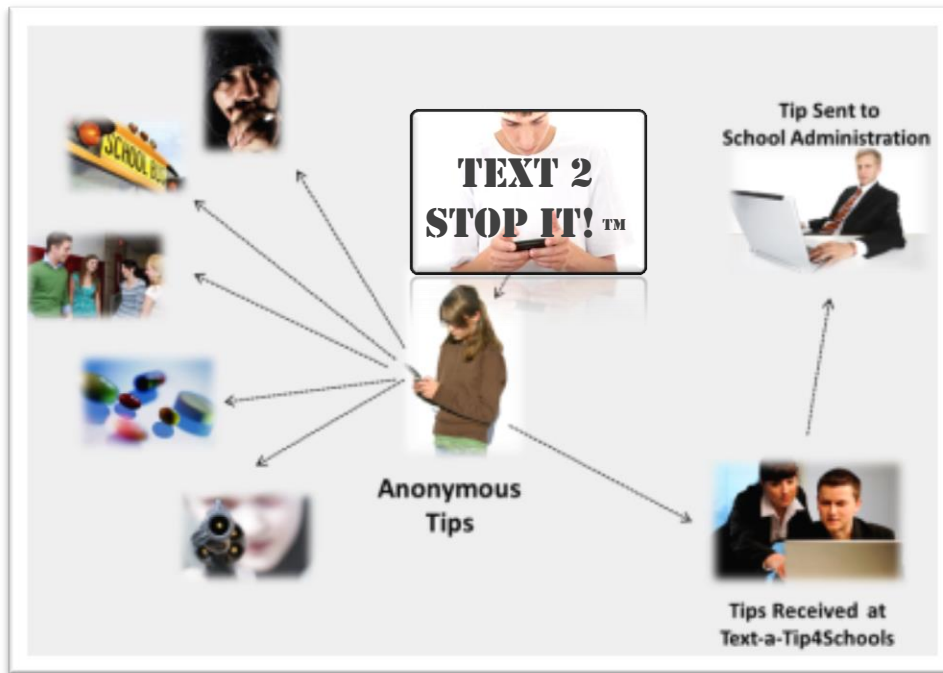 SCHOOL BUS
TEXT 2
STOP IT! TM
Tip Sent to
School Administration
Anonymous
Tips
Tips Received at
Text-a-Tip4Schools